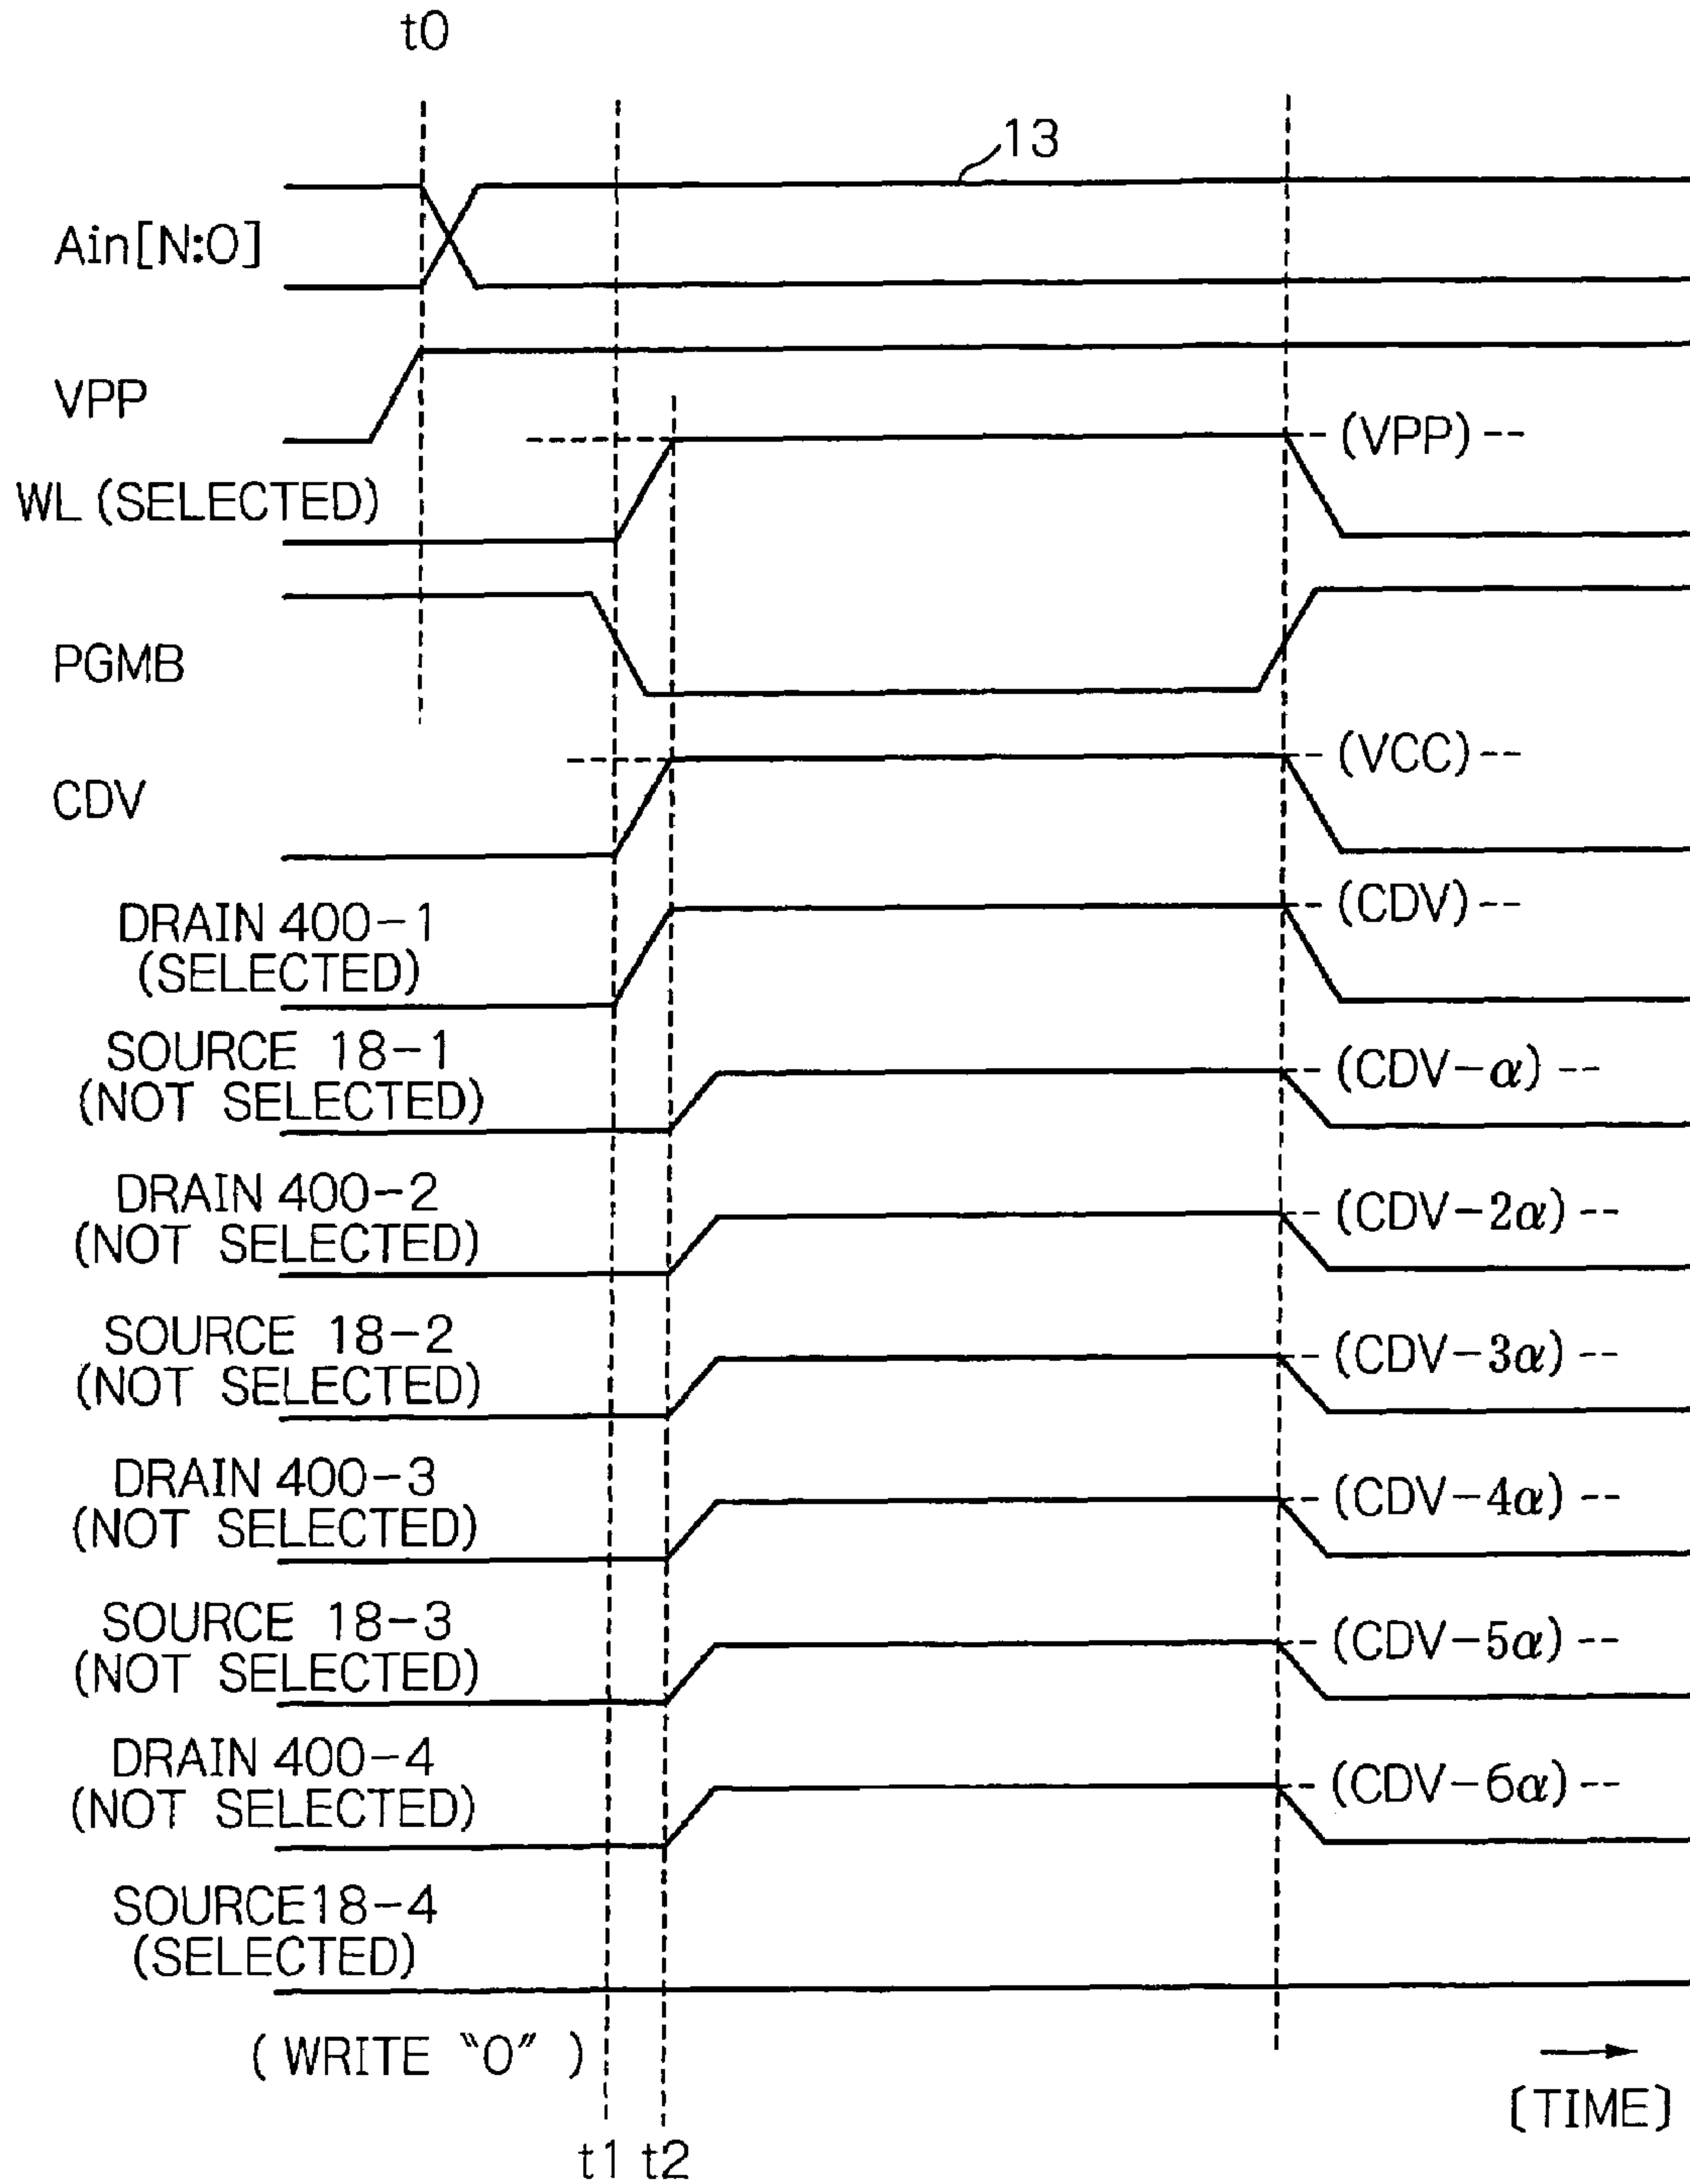 t0
13
Ain[N:0]
VPP
(VPP)
WL (SELECTED)
PGMB
(VCC)
CDV
(CDV)
DRAIN 400-1
(SELECTED)
SOURCE 18-1
(NOT SELECTED)
(CDV-α)
DRAIN 400-2
(NOT SELECTED)
(CDV-2α)
SOURCE 18-2
(NOT SELECTED)
(CDV-3α)
DRAIN 400-3
(NOT SELECTED)
(CDV-4α)
SOURCE 18-3
(NOT SELECTED)
(CDV-5α)
DRAIN 400-4
(NOT SELECTED)
(CDV-6α)
SOURCE18-4
(SELECTED)
( WRITE “0” )
[TIME]
t1 t2